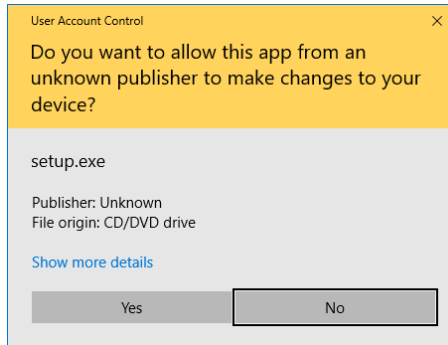 User Account Control
Do you want to allow this app from an
unknown publisher to make changes to your
device?
setup.exe
Publisher: Unknown
File origin: CD/DVD drive
Show more details
Yes
No